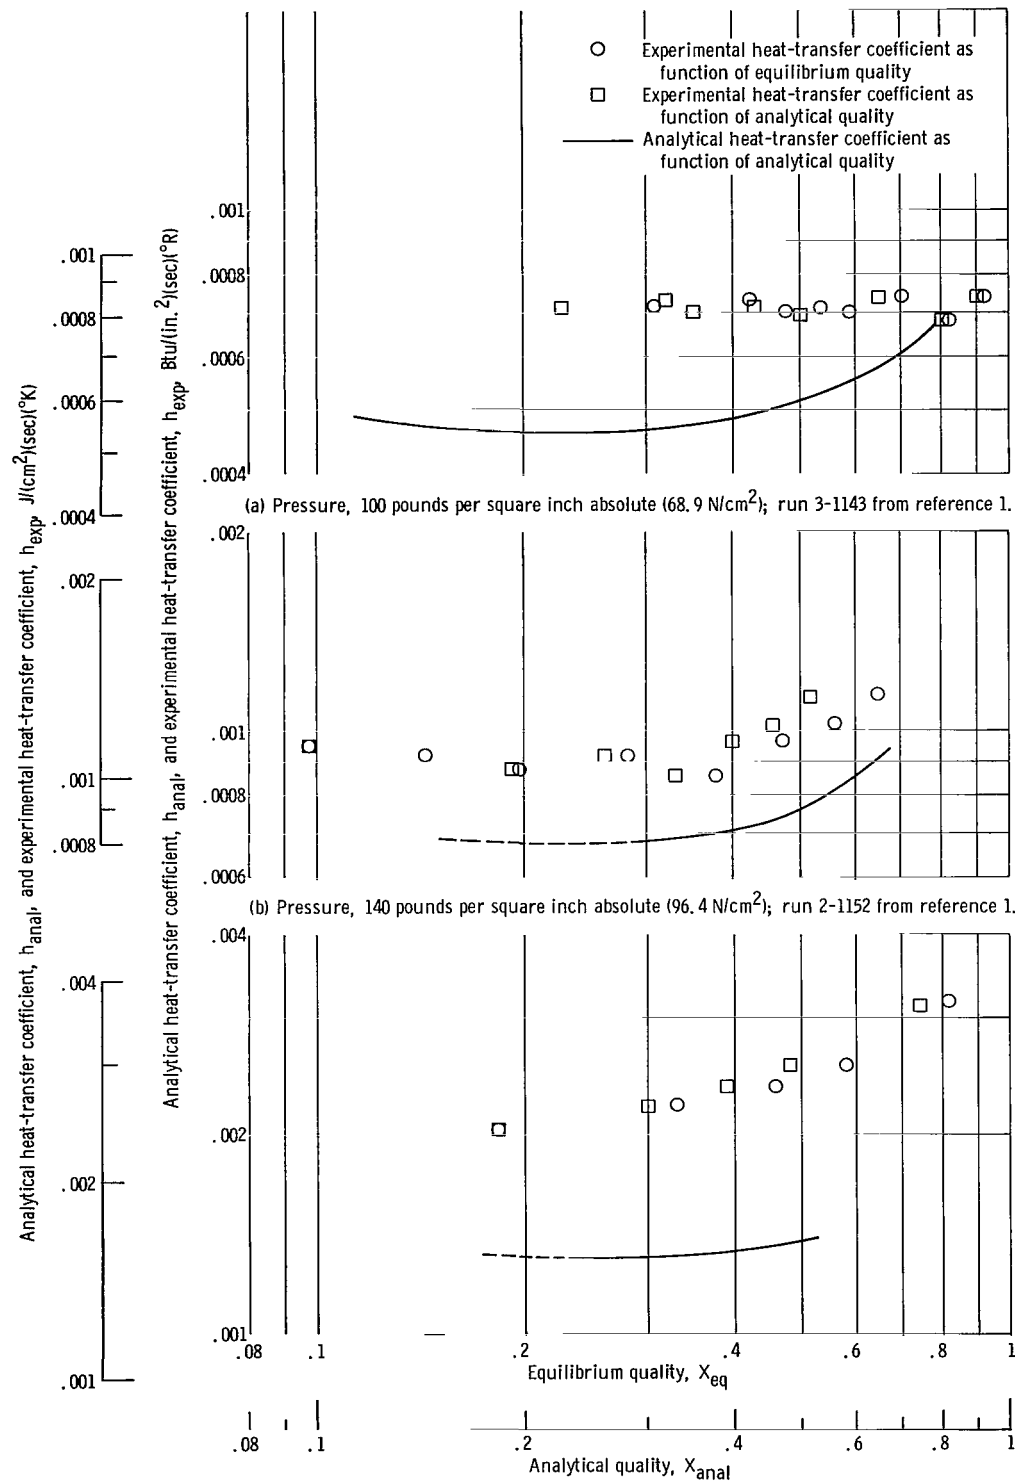 Experimental heat-transfer coefficient as
function of equilibrium quality
Experimental heat-transfer coefficient as
function of analytical quality
Analytical heat-transfer coefficient as
function of analytical quality
Analytical heat-transfer coefficient, hanal, and experimental heat-transfer coefficient, hexp, J/(cm2)(sec)(°K)
.001
.0008
.0006
.0004
.002
.001
.0008
.004
.002
.001
Analytical heat-transfer coefficient, hanal, and experimental heat-transfer coefficient, hexp, Btu/(in.2)(sec)(°R)
.001
.0008
.0006
.0004
(a) Pressure, 100 pounds per square inch absolute (68.9 N/cm2); run 3-1143 from reference 1.
.002
.001
.0008
.0006
(b) Pressure, 140 pounds per square inch absolute (96.4 N/cm2); run 2-1152 from reference 1.
.004
.002
.001
.08 .1 .2 .4 .6 .8 1
Equilibrium quality, Xeq
.08 .1 .2 .4 .6 .8 1
Analytical quality, Xanal